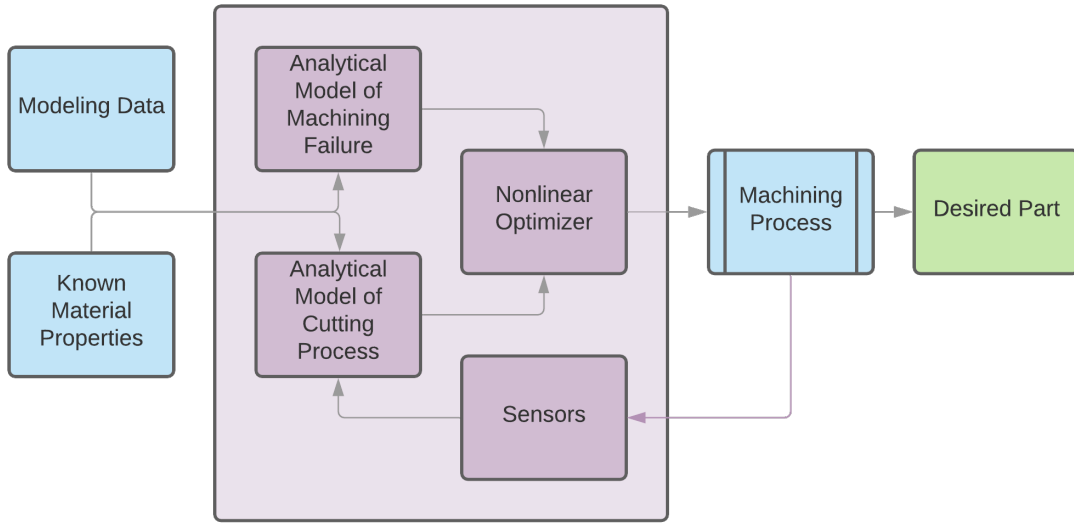 Modeling Data
Known
Material
Properties
Analytical
Model of
Machining
Failure
Analytical
Model of
Cutting
Process
Nonlinear
Optimizer
Sensors
Machining
Process
Desired Part